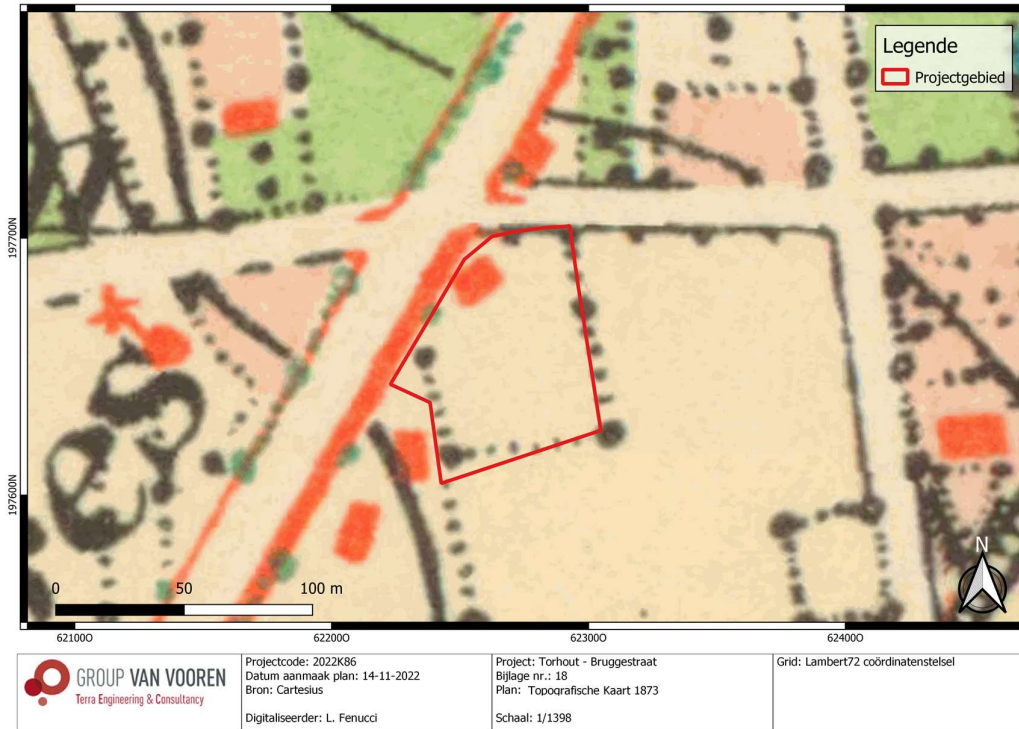 Legende
Projectgebied
197700N
197600N
N
0 50 100 m
621000 622000 623000 624000
GROUP VAN VOOREN
Terra Engineering & Consultancy
Projectcode: 2022K86
Datum aanmaak plan: 14-11-2022
Bron: Cartesius
Digitaliseerder: L. Fenucci
Project: Torhout - Bruggestraat
Bijlage nr.: 18
Plan: Topografische Kaart 1873
Schaal: 1/1398
Grid: Lambert72 coördinatenstelsel